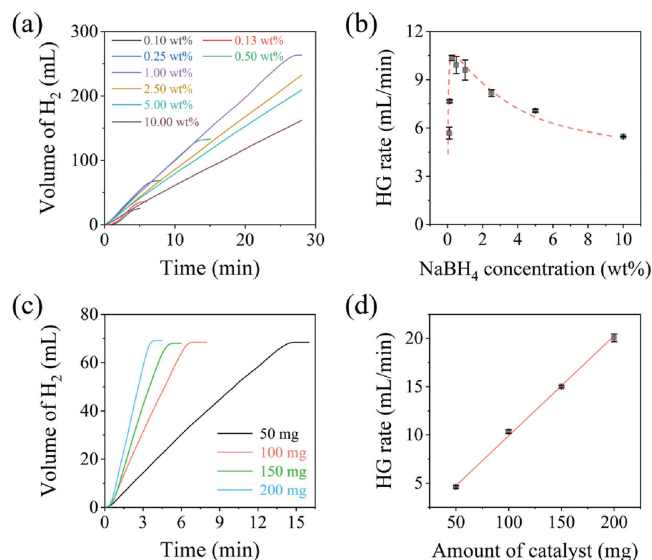 (a)
300
200
100
0
0 10 20 30
Volume of H2 (mL)
Time (min)
0.10 wt% 0.13 wt%
0.25 wt% 0.50 wt%
1.00 wt%
2.50 wt%
5.00 wt%
10.00 wt%
(b)
12
9
6
3
0
0 2 4 6 8 10
HG rate (mL/min)
NaBH4 concentration (wt%)
(c)
80
60
40
20
0
0 3 6 9 12 15
Volume of H2 (mL)
Time (min)
50 mg
100 mg
150 mg
200 mg
(d)
20
15
10
5
50 100 150 200
HG rate (mL/min)
Amount of catalyst (mg)